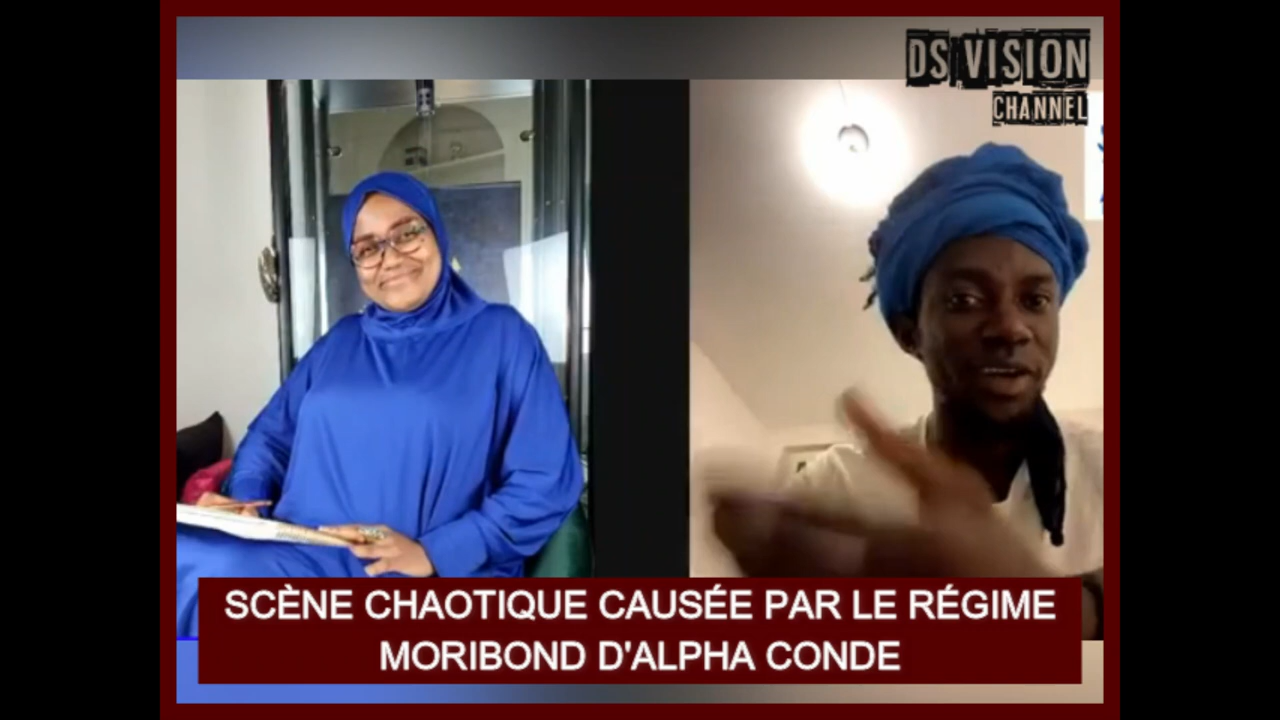 DS VISION
CHANNEL
SCÈNE CHAOTIQUE CAUSÉE PAR LE RÉGIME
MORIBOND D'ALPHA CONDE